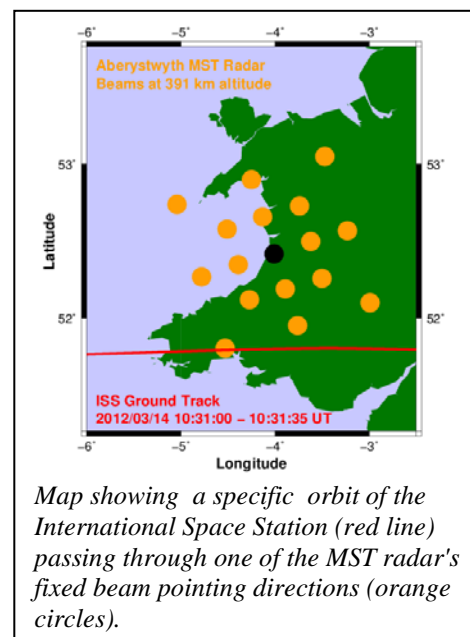 −6˚ −5˚ −4˚ −3˚
Aberystwyth MST Radar
Beams at 391 km altitude
53˚ 53˚
Latitude
52˚ 52˚
ISS Ground Track
2012/03/14 10:31:00 − 10:31:35 UT
−6˚ −5˚ −4˚ −3˚
Longitude
Map showing a specific orbit of the
International Space Station (red line)
passing through one of the MST radar's
fixed beam pointing directions (orange
circles).